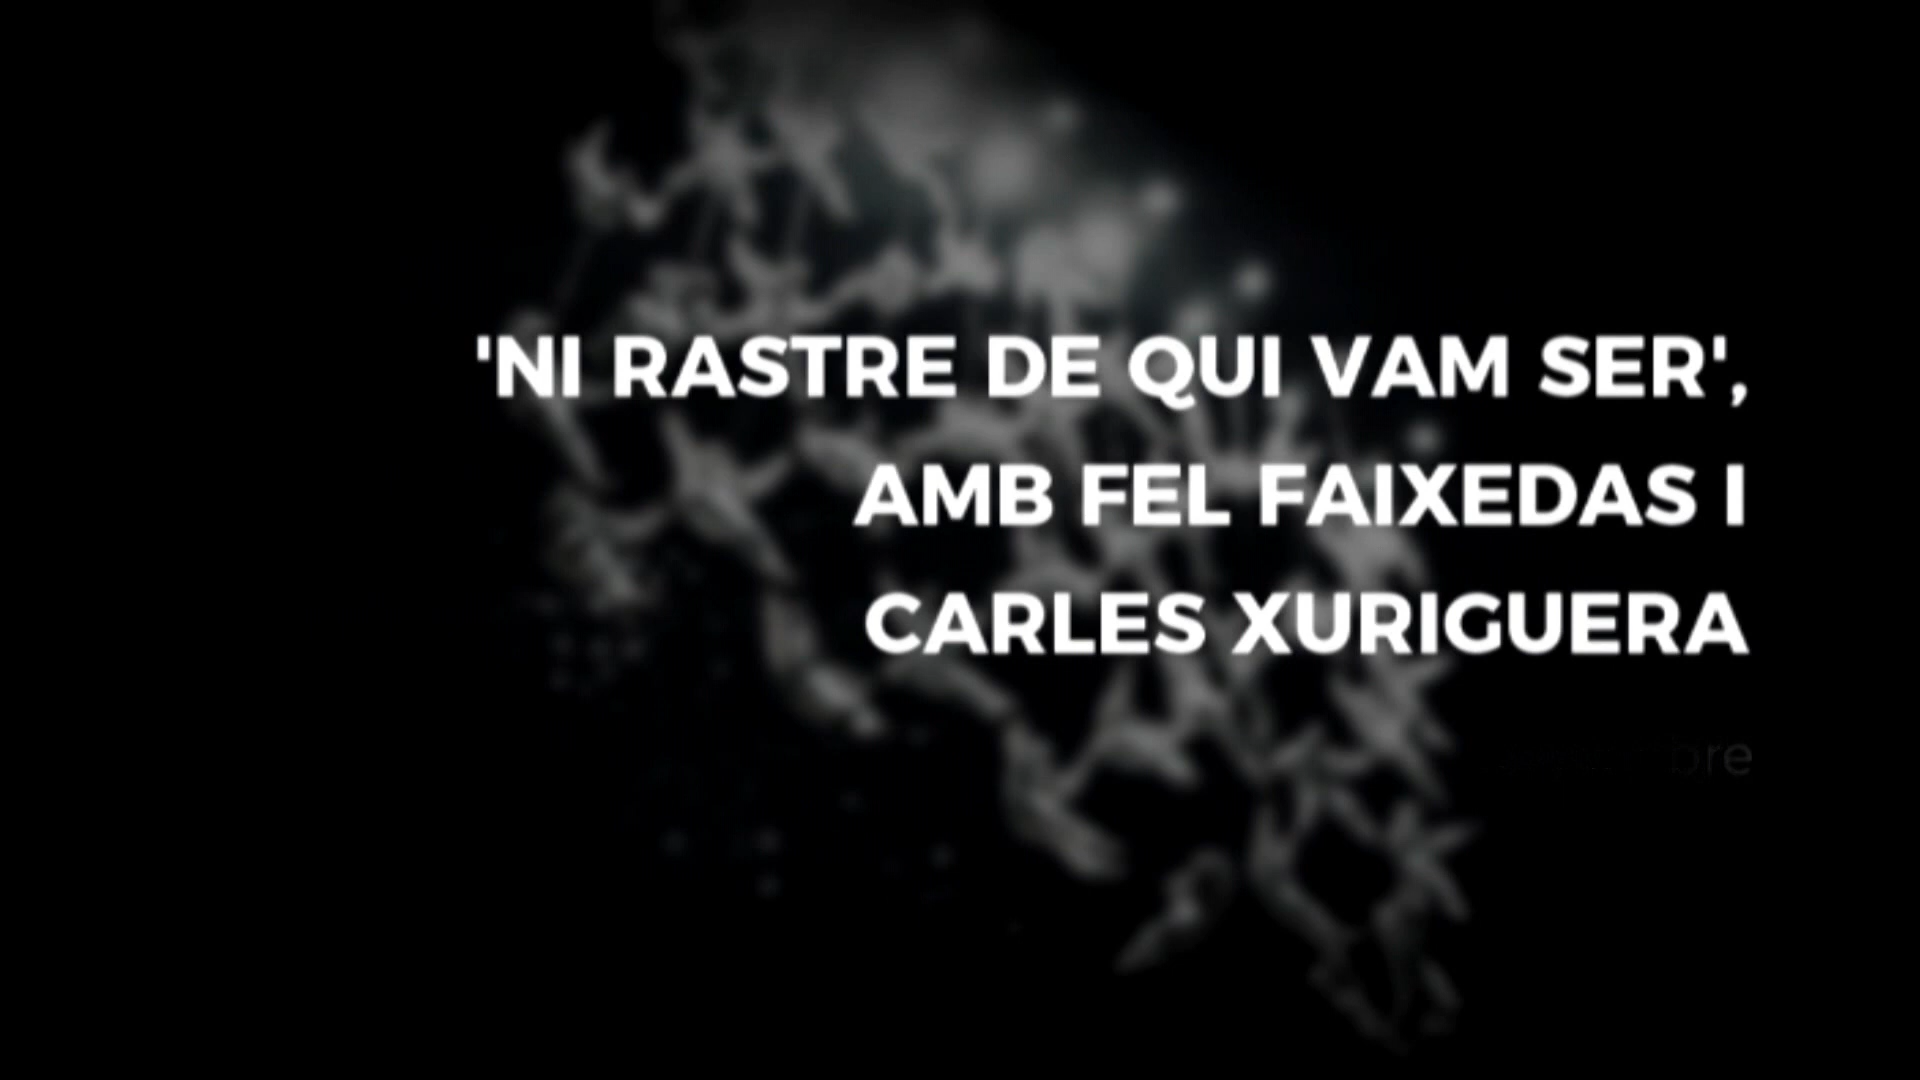 'NI RASTRE DE QUI VAM SER',
AMB FEL FAIXEDAS I
CARLES XURIGUERA